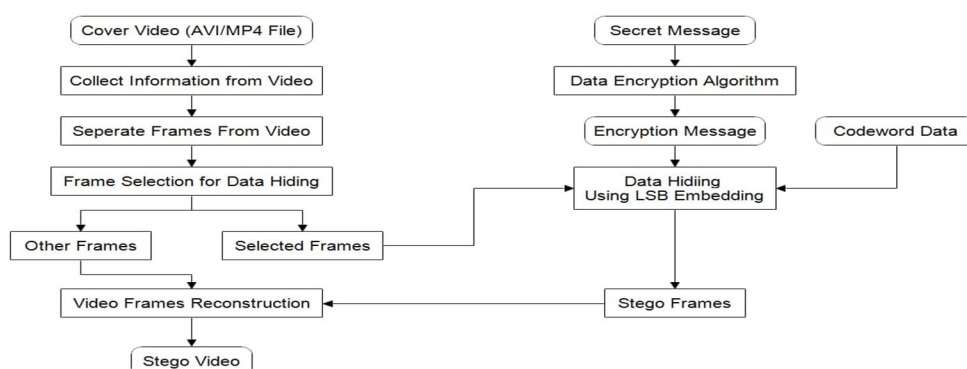 Cover Video (AVI/MP4 File)
Secret Message
Collect Information from Video
Data Encryption Algorithm
Seperate Frames From Video
Encryption Message
Codeword Data
Frame Selection for Data Hiding
Data Hidiing
Using LSB Embedding
Other Frames
Selected Frames
Video Frames Reconstruction
Stego Frames
Stego Video